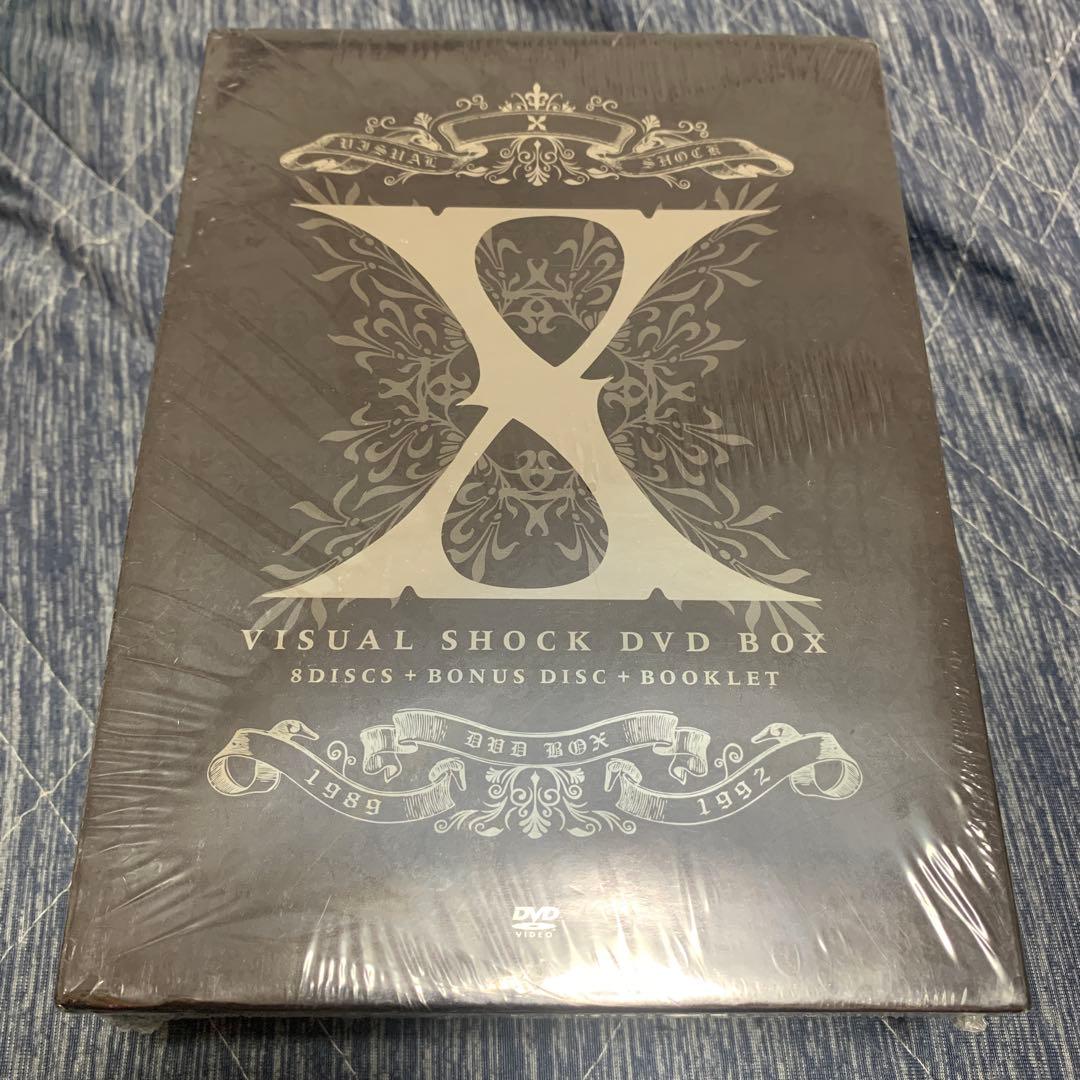 X
VISUAL SHOCK
X
VISUAL SHOCK DVD BOX
8DISCS + BONUS DISC + BOOKLET
DVD BOX
1989 1992
DVD
VIDEO